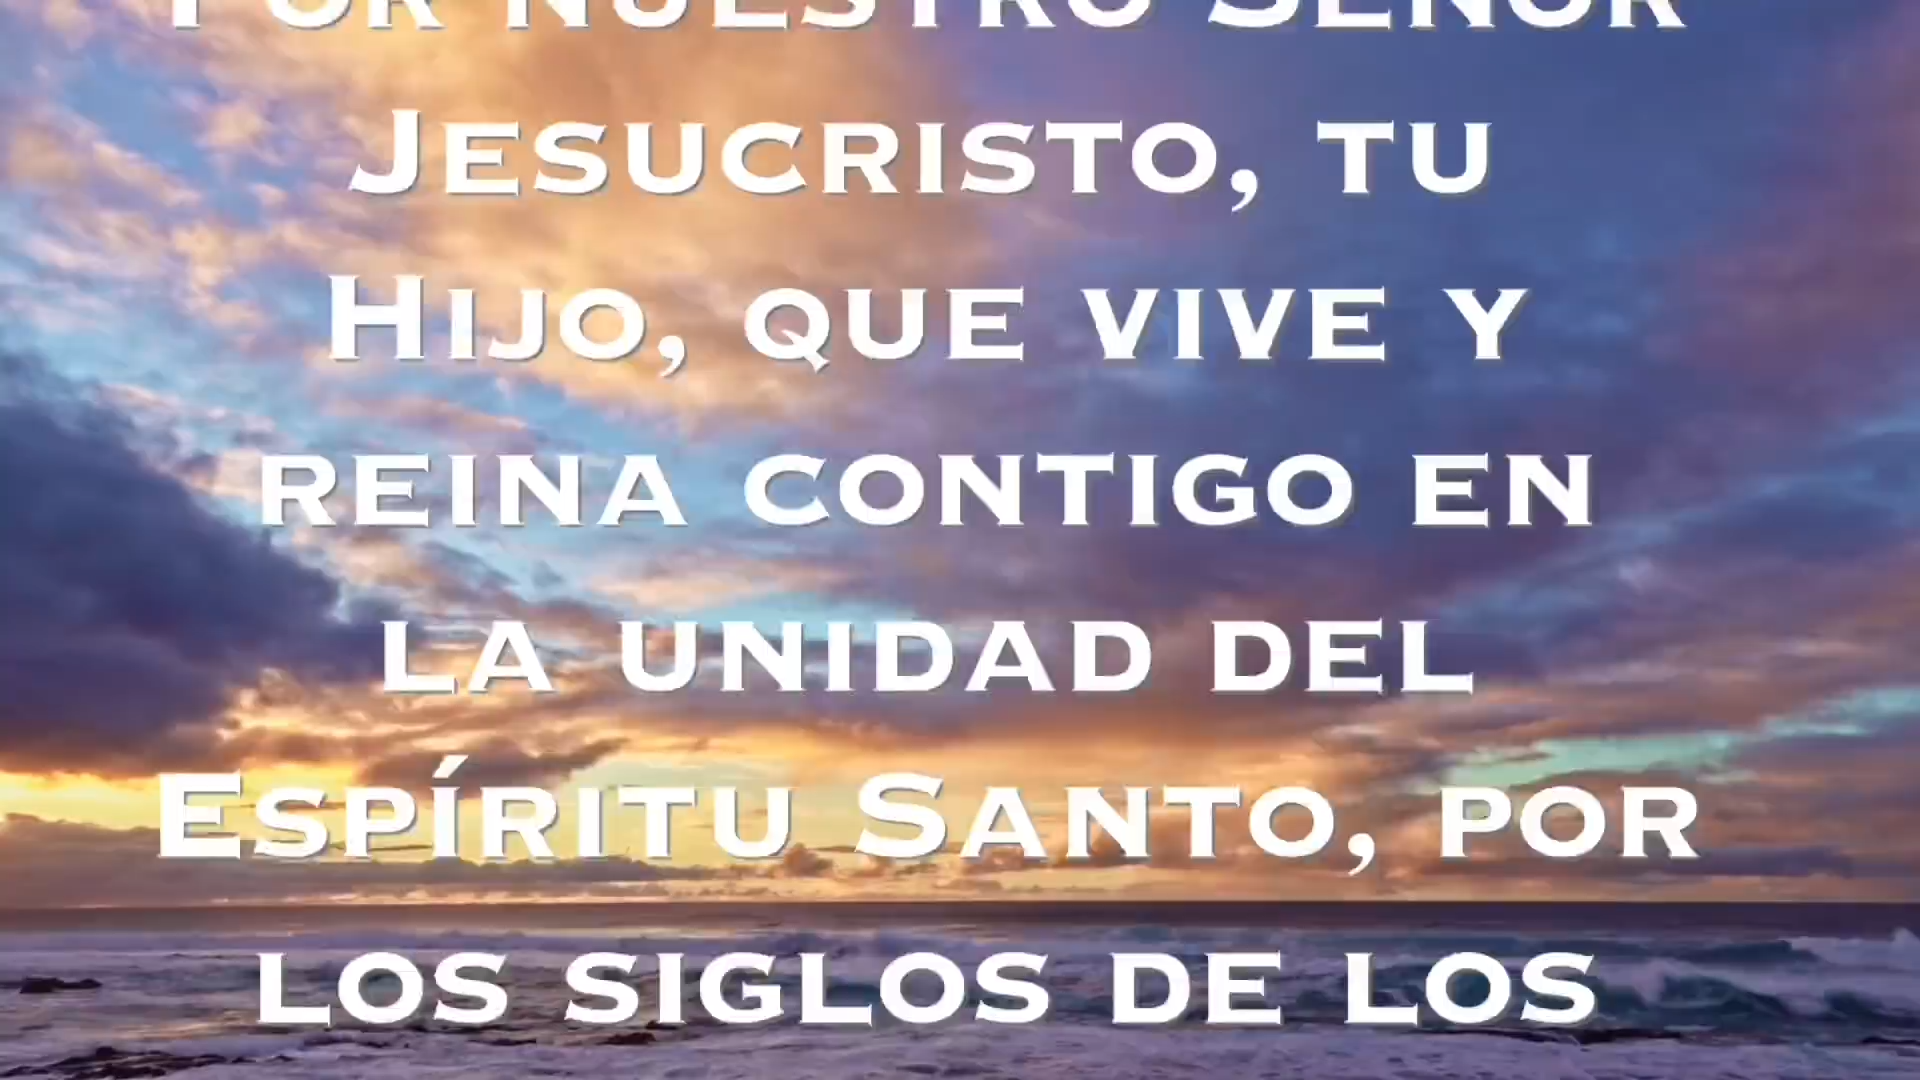 Por Nuestro Señor
Jesucristo, tu
Hijo, que vive y
reina contigo en
la unidad del
Espíritu Santo, por
los siglos de los